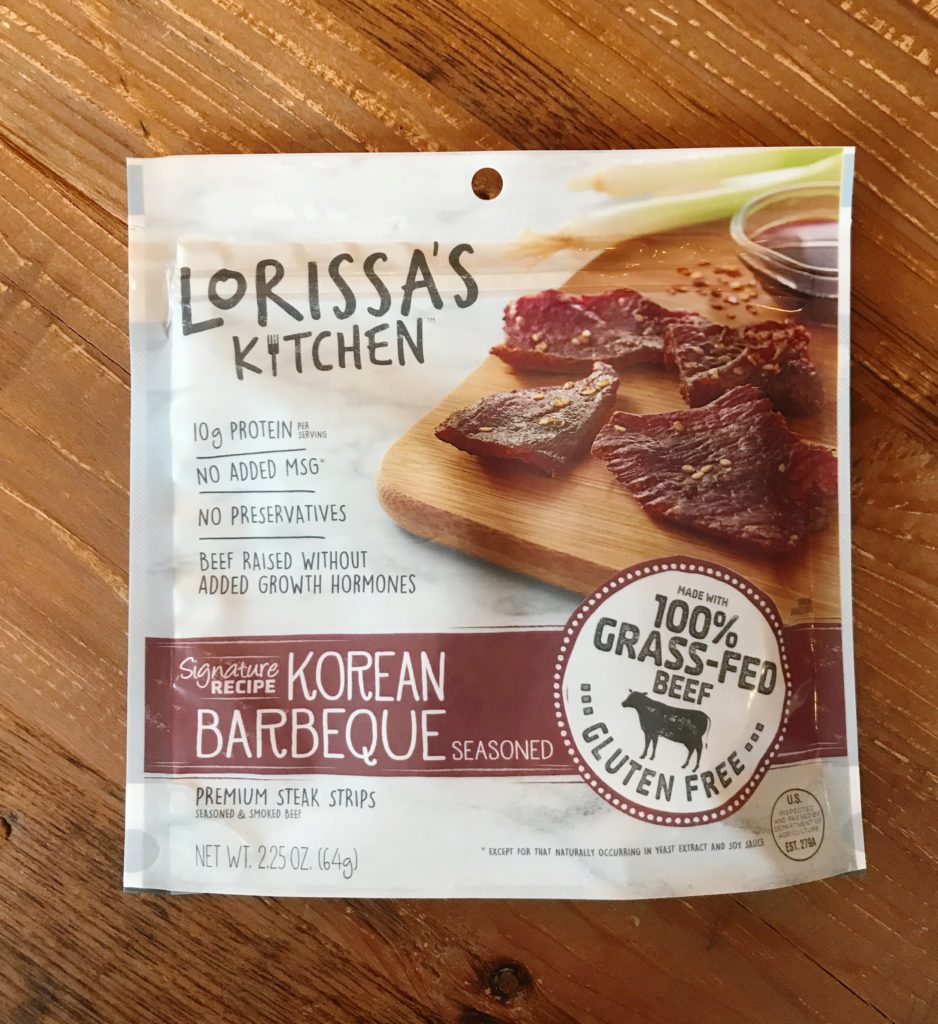 LORISSA'S
KITCHEN™
10g PROTEIN PER SERVING
NO ADDED MSG*
NO PRESERVATIVES
BEEF RAISED WITHOUT
ADDED GROWTH HORMONES
MADE WITH
100%
GRASS-FED
BEEF
GLUTEN FREE
Signature
RECIPE
KOREAN
BARBEQUE SEASONED
PREMIUM STEAK STRIPS
SEASONED & SMOKED BEEF
NET WT. 2.25 OZ. (64g)
* EXCEPT FOR THAT NATURALLY OCCURRING IN YEAST EXTRACT AND SOY SAUCE
U.S.
INSPECTED
AND PASSED BY
DEPARTMENT OF
AGRICULTURE
EST. 279A